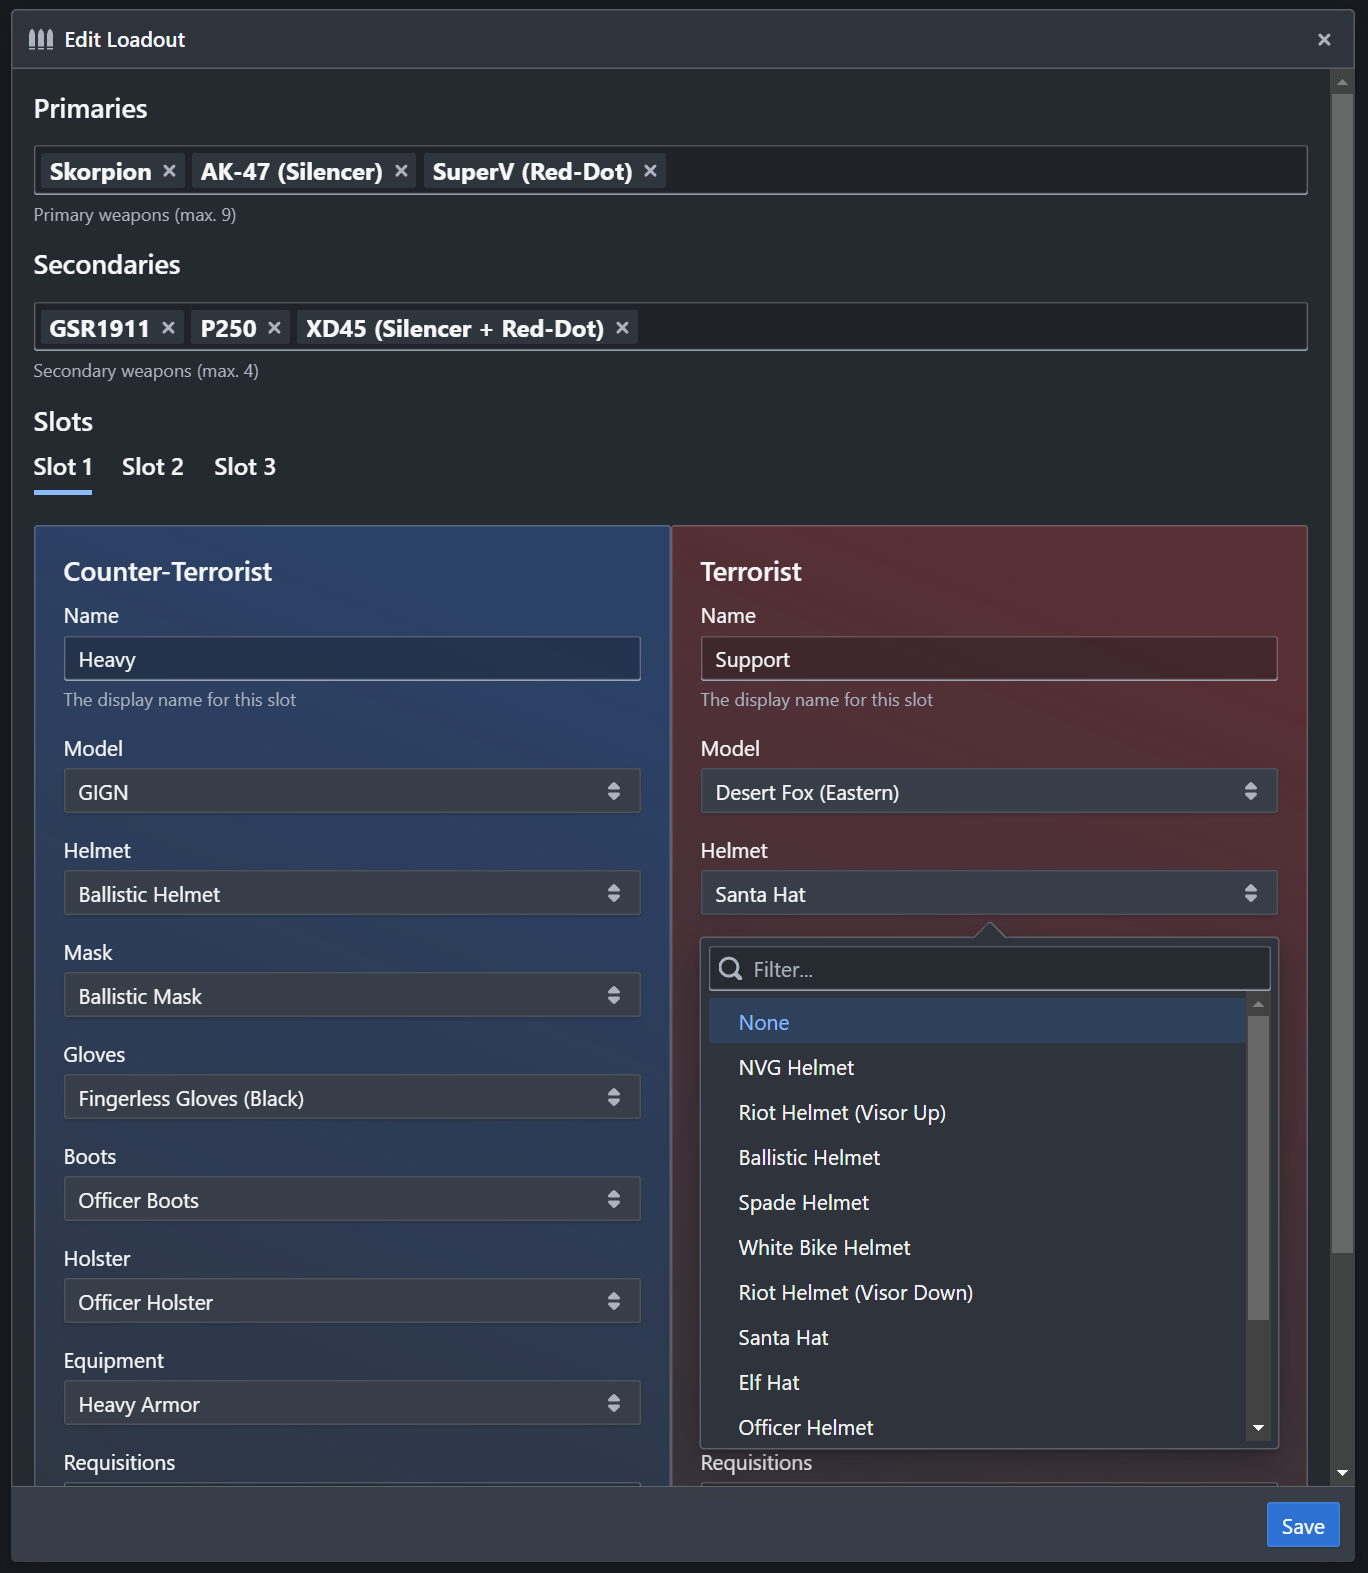 Edit Loadout
Primaries
Skorpion × AK-47 (Silencer) × SuperV (Red-Dot) ×
Primary weapons (max. 9)
Secondaries
GSR1911 × P250 × XD45 (Silencer + Red-Dot) ×
Secondary weapons (max. 4)
Slots
Slot 1 Slot 2 Slot 3
Counter-Terrorist
Name
Heavy
The display name for this slot
Model
GIGN
Helmet
Ballistic Helmet
Mask
Ballistic Mask
Gloves
Fingerless Gloves (Black)
Boots
Officer Boots
Holster
Officer Holster
Equipment
Heavy Armor
Requisitions
Terrorist
Name
Support
The display name for this slot
Model
Desert Fox (Eastern)
Helmet
Santa Hat
Filter...
None
NVG Helmet
Riot Helmet (Visor Up)
Ballistic Helmet
Spade Helmet
White Bike Helmet
Riot Helmet (Visor Down)
Santa Hat
Elf Hat
Officer Helmet
Requisitions
Save